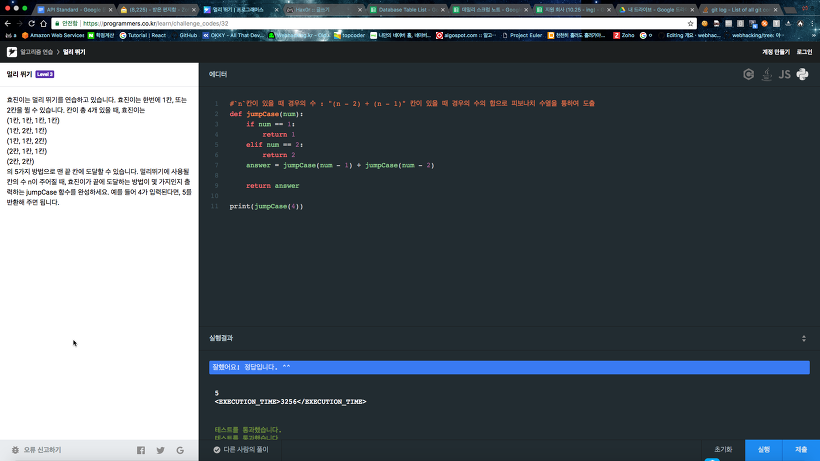 API Standard - Google
(6,225) - 받은 편지함 -
멀리 뛰기 | 프로그래머스
Database Table List -
데일리 스크럼 노트 - Goog
지원 회사 (10.25 - ing)
내 드라이브 - Google
git log - List of all git c
안전함 | https://programmers.co.kr/learn/challenge_codes/32
Amazon Web Services
학점계산
Tutorial | React
GitHub
OKKY - All That Dev
topcoder
algospot.com :: 알고
Project Euler
Zoho
Editing 개요 · webhac
webhacking/tree
알고리즘 연습
멀리 뛰기
계정 만들기
로그인
멀리 뛰기 Level 3
에디터
JS
효진이는 멀리 뛰기를 연습하고 있습니다. 효진이는 한번에 1칸, 또는
2칸을 뛸 수 있습니다. 칸이 총 4개 있을 때, 효진이는
(1칸, 1칸, 1칸, 1칸)
(1칸, 2칸, 1칸)
(1칸, 1칸, 2칸)
(2칸, 1칸, 1칸)
(2칸, 2칸)
의 5가지 방법으로 맨 끝 칸에 도달할 수 있습니다. 멀리뛰기에 사용될
칸의 수 n이 주어질 때, 효진이가 끝에 도달하는 방법이 몇 가지인지 출
력하는 jumpCase 함수를 완성하세요. 예를 들어 4가 입력된다면, 5를
반환해 주면 됩니다.
1 #`n`칸이 있을 때 경우의 수 : "(n - 2) + (n - 1)" 칸이 있을 때 경우의 수의 합으로 피보나치 수열을 통하여 도출
2 def jumpCase(num):
3 if num == 1:
4 return 1
5 elif num == 2:
6 return 2
7 answer = jumpCase(num - 1) + jumpCase(num - 2)
8
9 return answer
10
11 print(jumpCase(4))
실행결과
잘했어요! 정답입니다. ^^
5
<EXECUTION_TIME>3256</EXECUTION_TIME>
테스트를 통과했습니다.
테스트를 통과했습니다
오류 신고하기
다른 사람의 풀이
초기화
실행
제출